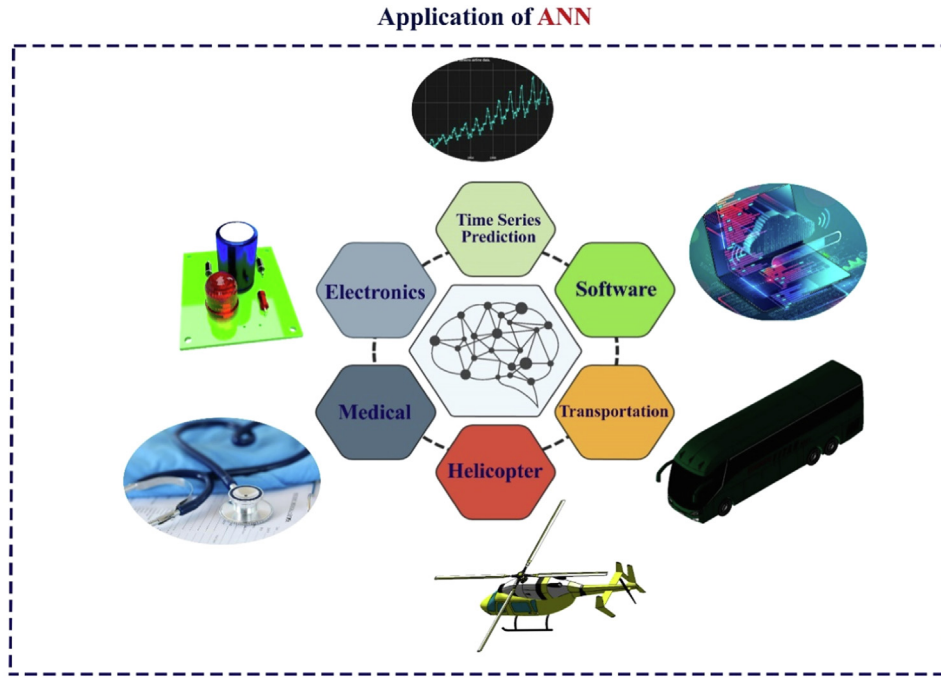 Application of ANN
Time Series
Prediction
Electronics
Software
Medical
Transportation
Helicopter